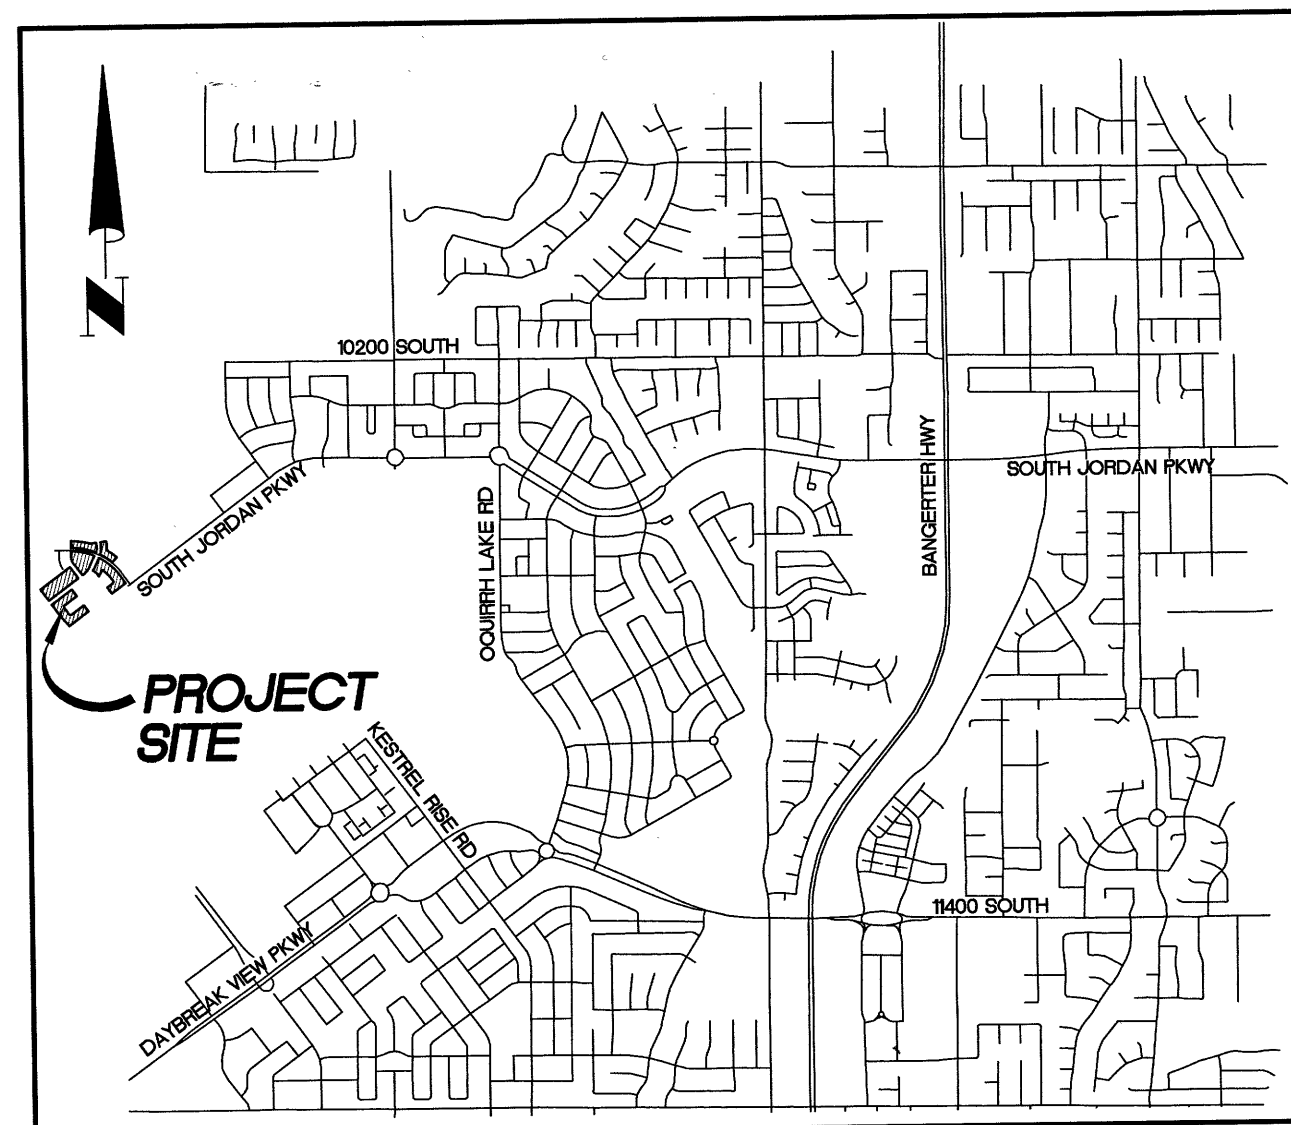 N
10200 SOUTH
SOUTH JORDAN PKWY
SOUTH JORDAN PKWY
BANGERTER HWY
OQUIRRH LAKE RD
PROJECT
SITE
KESTREL RISE RD
11400 SOUTH
DAYBREAK VIEW PKWY